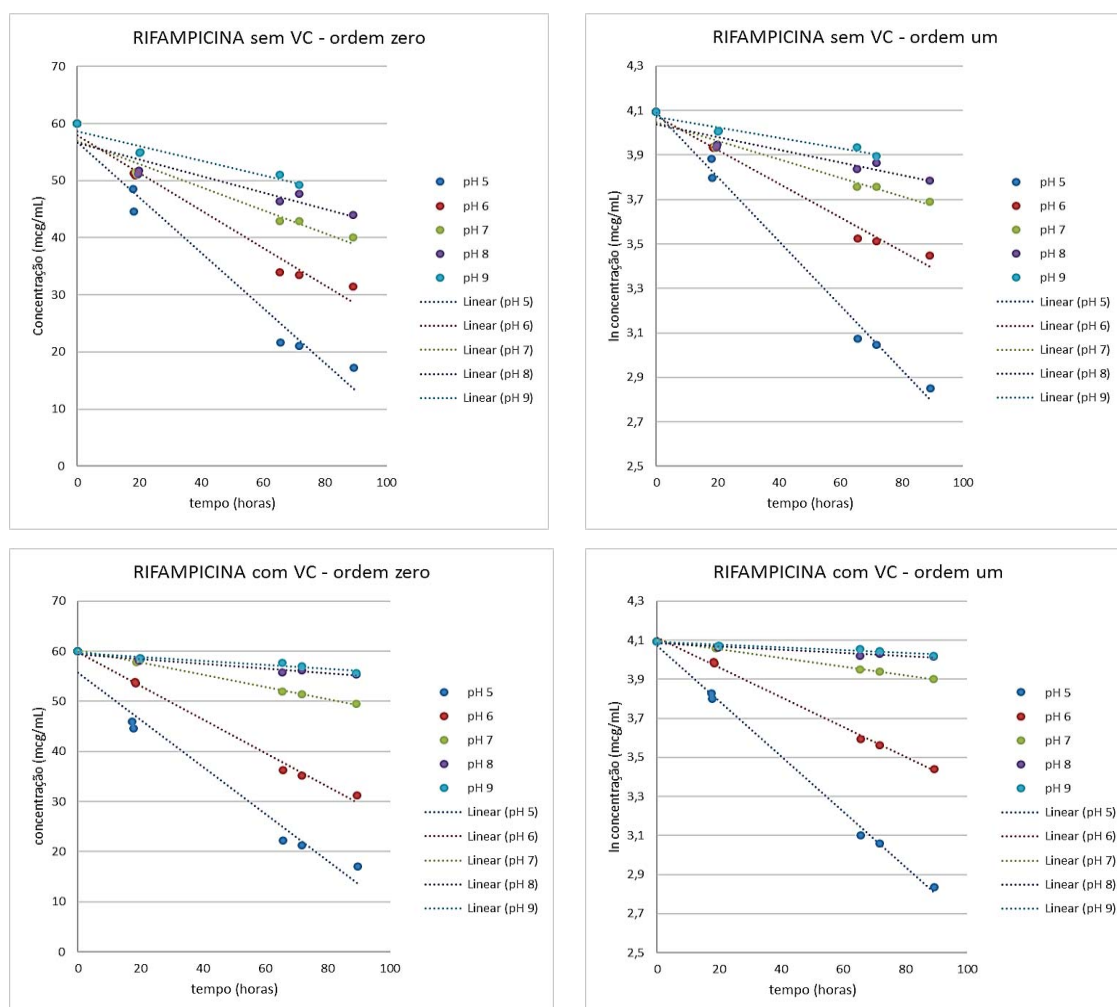 RIFAMPICINA sem VC - ordem zero
70
60
50
40
30
20
10
0
Concentração (mcg/mL)
0 20 40 60 80 100
tempo (horas)
pH 5
pH 6
pH 7
pH 8
pH 9
Linear (pH 5)
Linear (pH 6)
Linear (pH 7)
Linear (pH 8)
Linear (pH 9)
RIFAMPICINA sem VC - ordem um
4,3
4,1
3,9
3,7
3,5
3,3
3,1
2,9
2,7
2,5
ln concentração (mcg/mL)
0 20 40 60 80 100
tempo (horas)
pH 5
pH 6
pH 7
pH 8
pH 9
Linear (pH 5)
Linear (pH 6)
Linear (pH 7)
Linear (pH 8)
Linear (pH 9)
RIFAMPICINA com VC - ordem zero
70
60
50
40
30
20
10
0
concentração (mcg/mL)
0 20 40 60 80 100
tempo (horas)
pH 5
pH 6
pH 7
pH 8
pH 9
Linear (pH 5)
Linear (pH 6)
Linear (pH 7)
Linear (pH 8)
Linear (pH 9)
RIFAMPICINA com VC - ordem um
4,3
4,1
3,9
3,7
3,5
3,3
3,1
2,9
2,7
2,5
ln concentração (mcg/mL)
0 20 40 60 80 100
tempo (horas)
pH 5
pH 6
pH 7
pH 8
pH 9
Linear (pH 5)
Linear (pH 6)
Linear (pH 7)
Linear (pH 8)
Linear (pH 9)